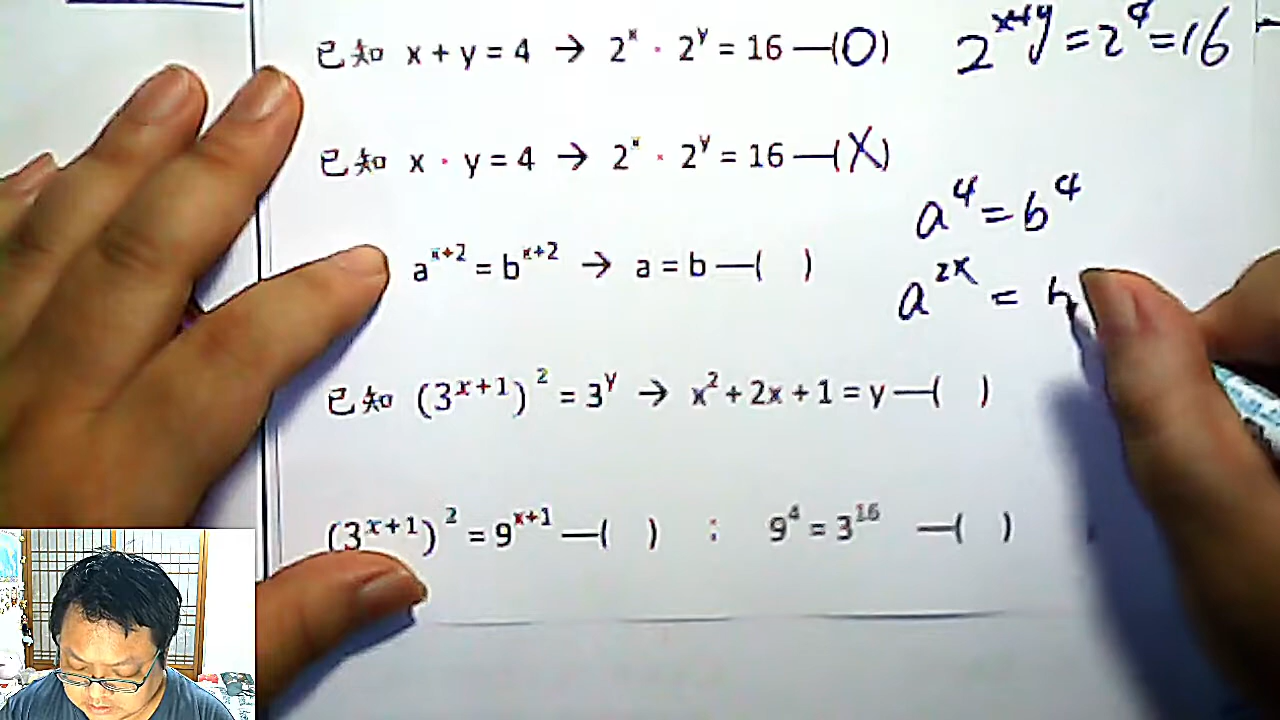 已知 x + y = 4 → 2ˣ · 2ʸ = 16 —(O)
2ˣ⁺ʸ = 2⁴ = 16
已知 x · y = 4 → 2ˣ · 2ʸ = 16 —(X)
a⁴ = b⁴
aˣ⁺² = bˣ⁺² → a = b —( )
a²ˣ =
已知 (3ˣ⁺¹)² = 3ʸ → x² + 2x + 1 = y —( )
(3ˣ⁺¹)² = 9ˣ⁺¹ —( ) : 9⁴ = 3¹⁶ —( )